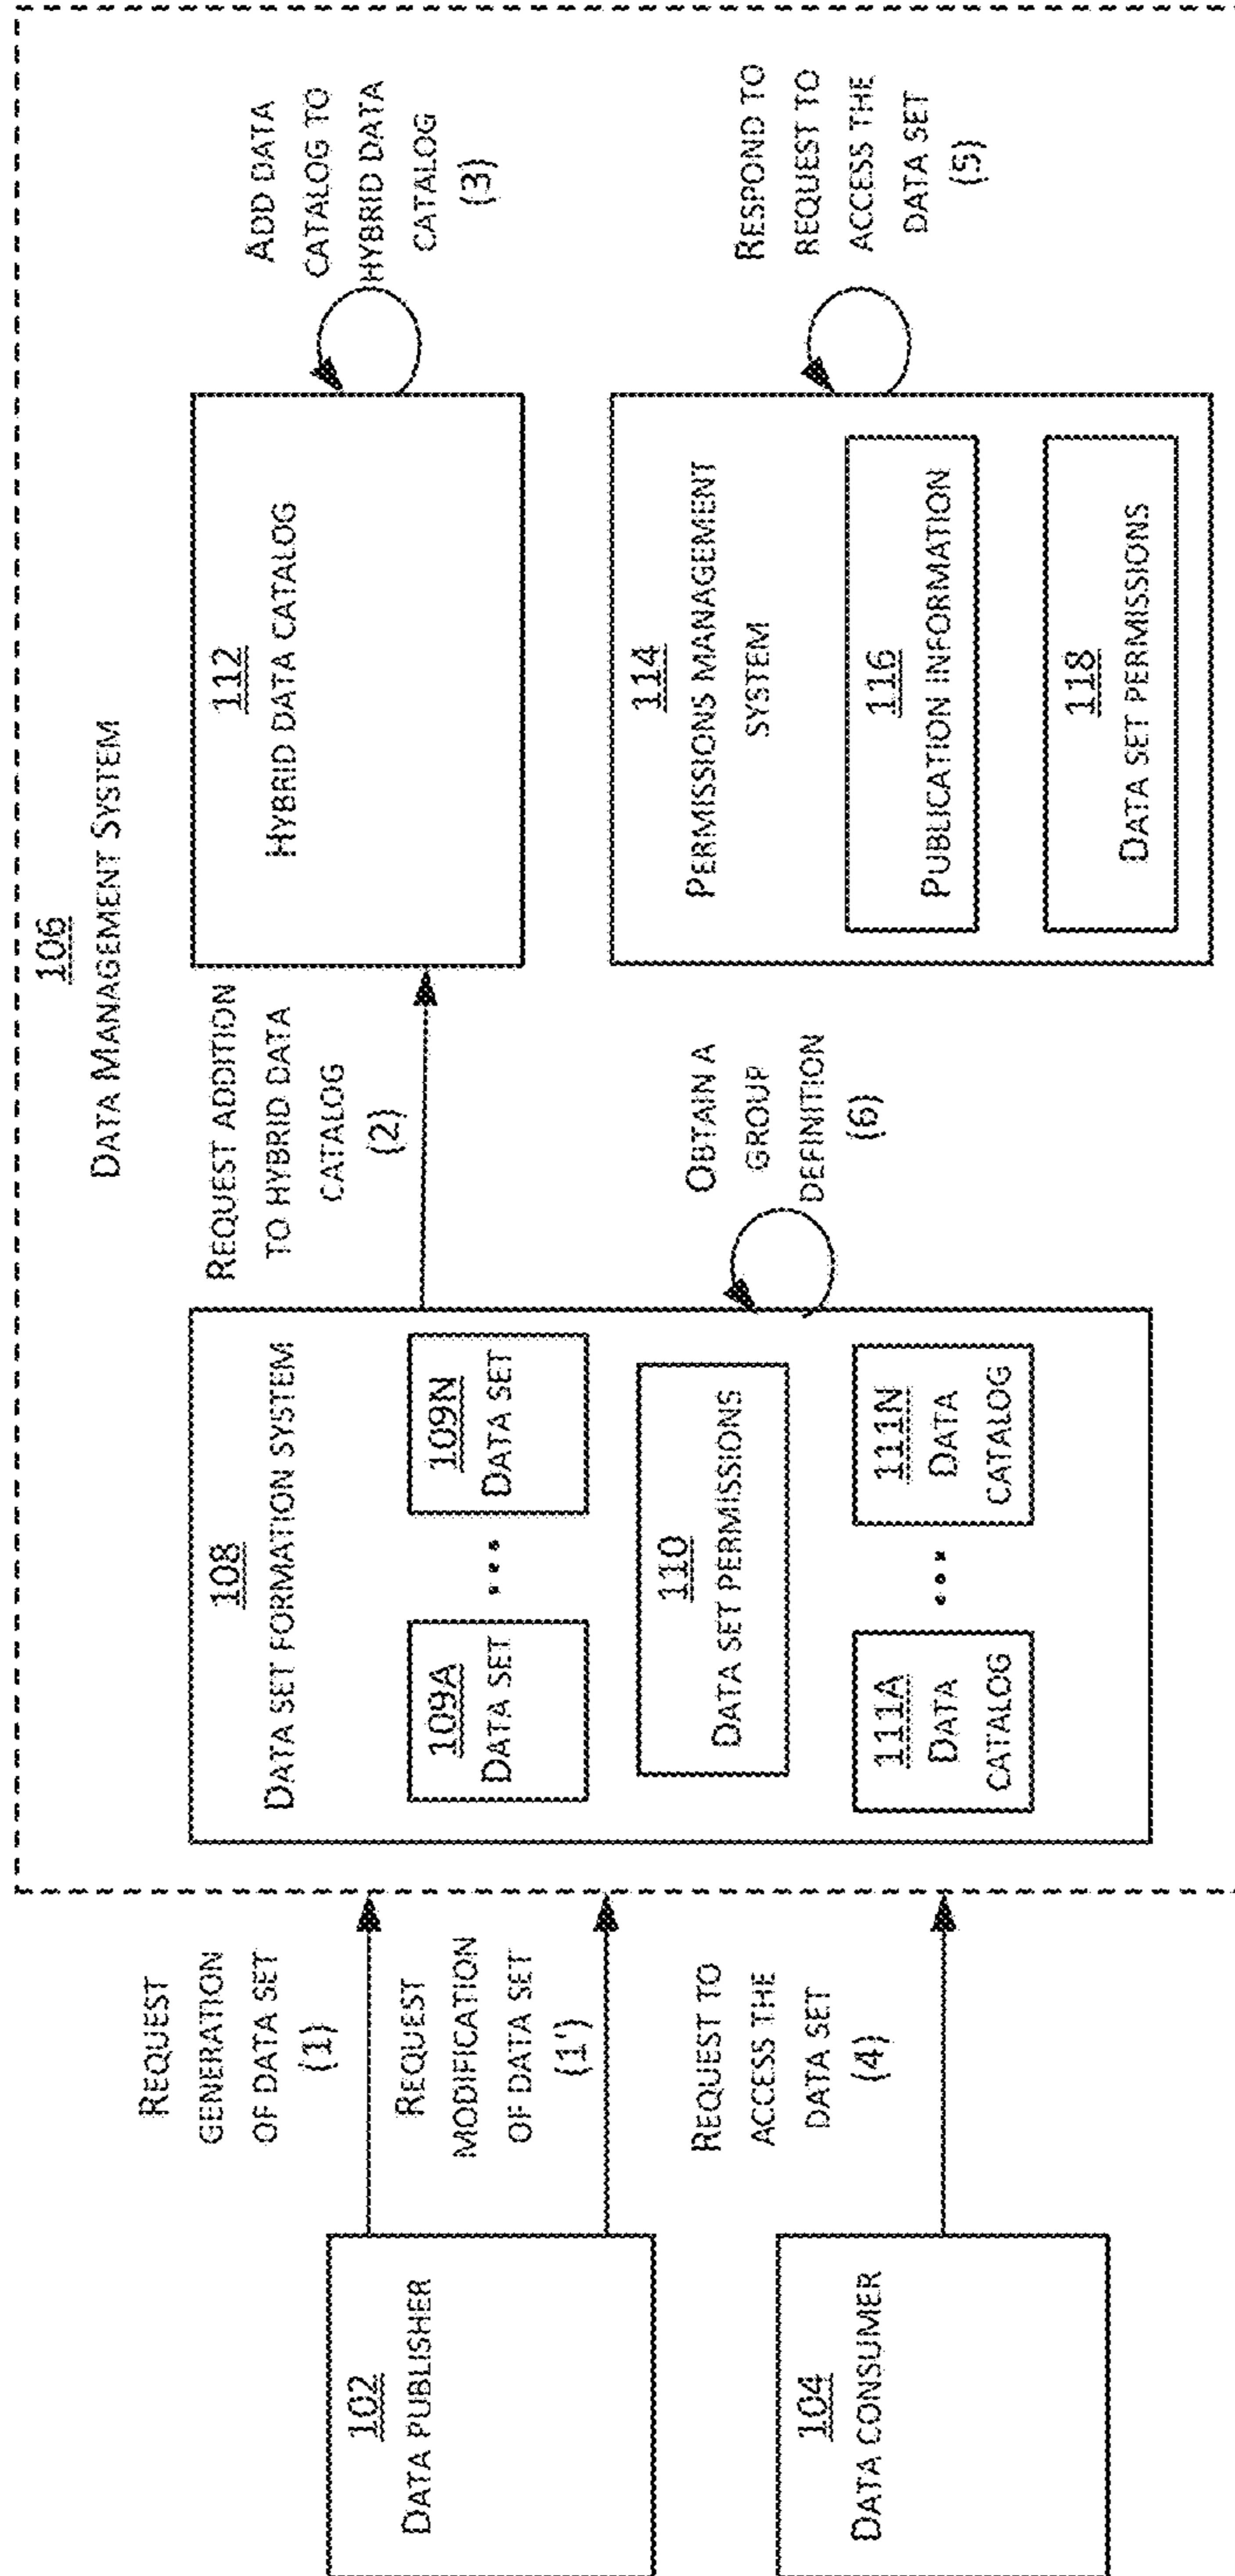 106
DATA MANAGEMENT SYSTEM
102
DATA PUBLISHER
REQUEST
GENERATION
OF DATA SET
(1)
REQUEST
MODIFICATION
OF DATA SET
(1')
104
DATA CONSUMER
REQUEST TO
ACCESS THE
DATA SET
(4)
108
DATA SET FORMATION SYSTEM
109A
DATA SET
•••
109N
DATA SET
110
DATA SET PERMISSIONS
111A
DATA
CATALOG
•••
111N
DATA
CATALOG
REQUEST ADDITION
TO HYBRID DATA
CATALOG
(2)
OBTAIN A
GROUP
DEFINITION
(6)
112
HYBRID DATA CATALOG
ADD DATA
CATALOG TO
HYBRID DATA
CATALOG
(3)
114
PERMISSIONS MANAGEMENT
SYSTEM
116
PUBLICATION INFORMATION
118
DATA SET PERMISSIONS
RESPOND TO
REQUEST TO
ACCESS THE
DATA SET
(5)